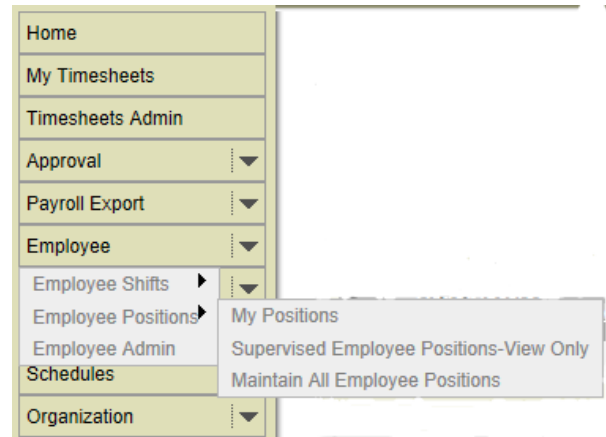 Home
My Timesheets
Timesheets Admin
Approval
Payroll Export
Employee
Employee Shifts
Employee Positions
My Positions
Supervised Employee Positions-View Only
Employee Admin
Maintain All Employee Positions
Schedules
Organization